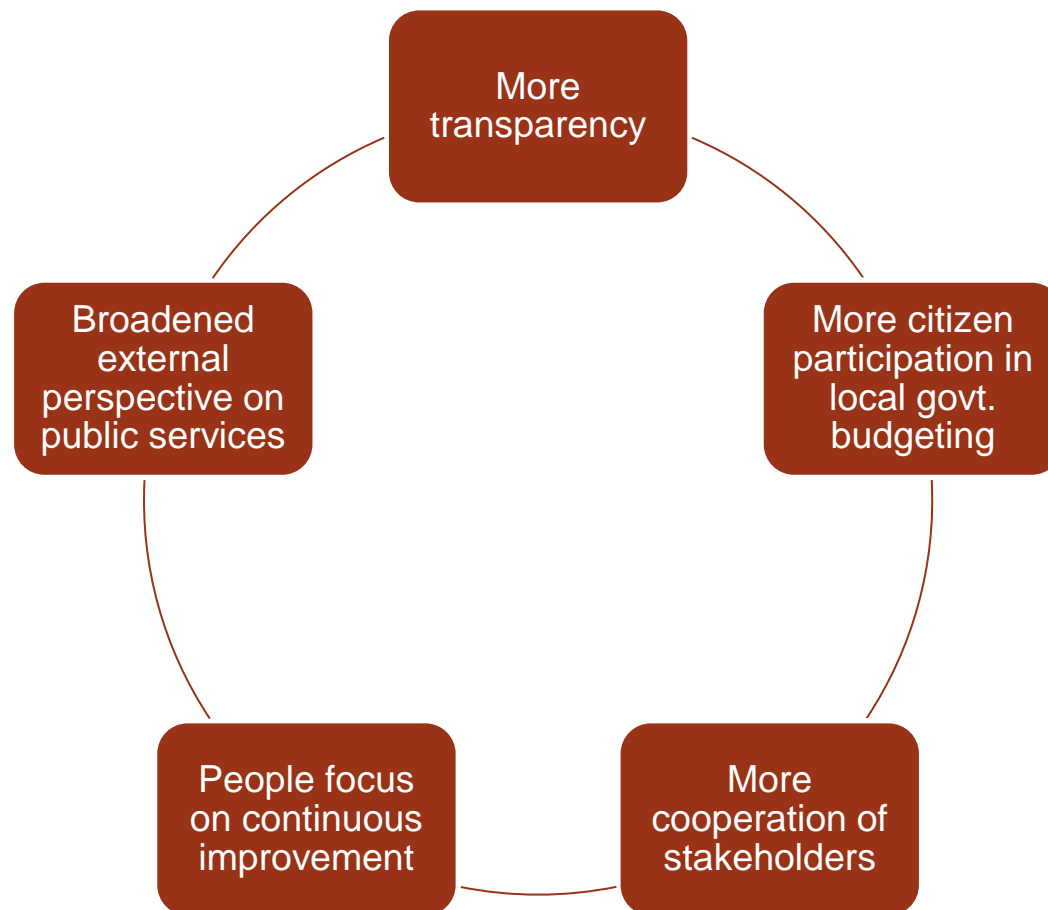 More
transparency
More citizen
participation in
local govt.
budgeting
More
cooperation of
stakeholders
People focus
on continuous
improvement
Broadened
external
perspective on
public services